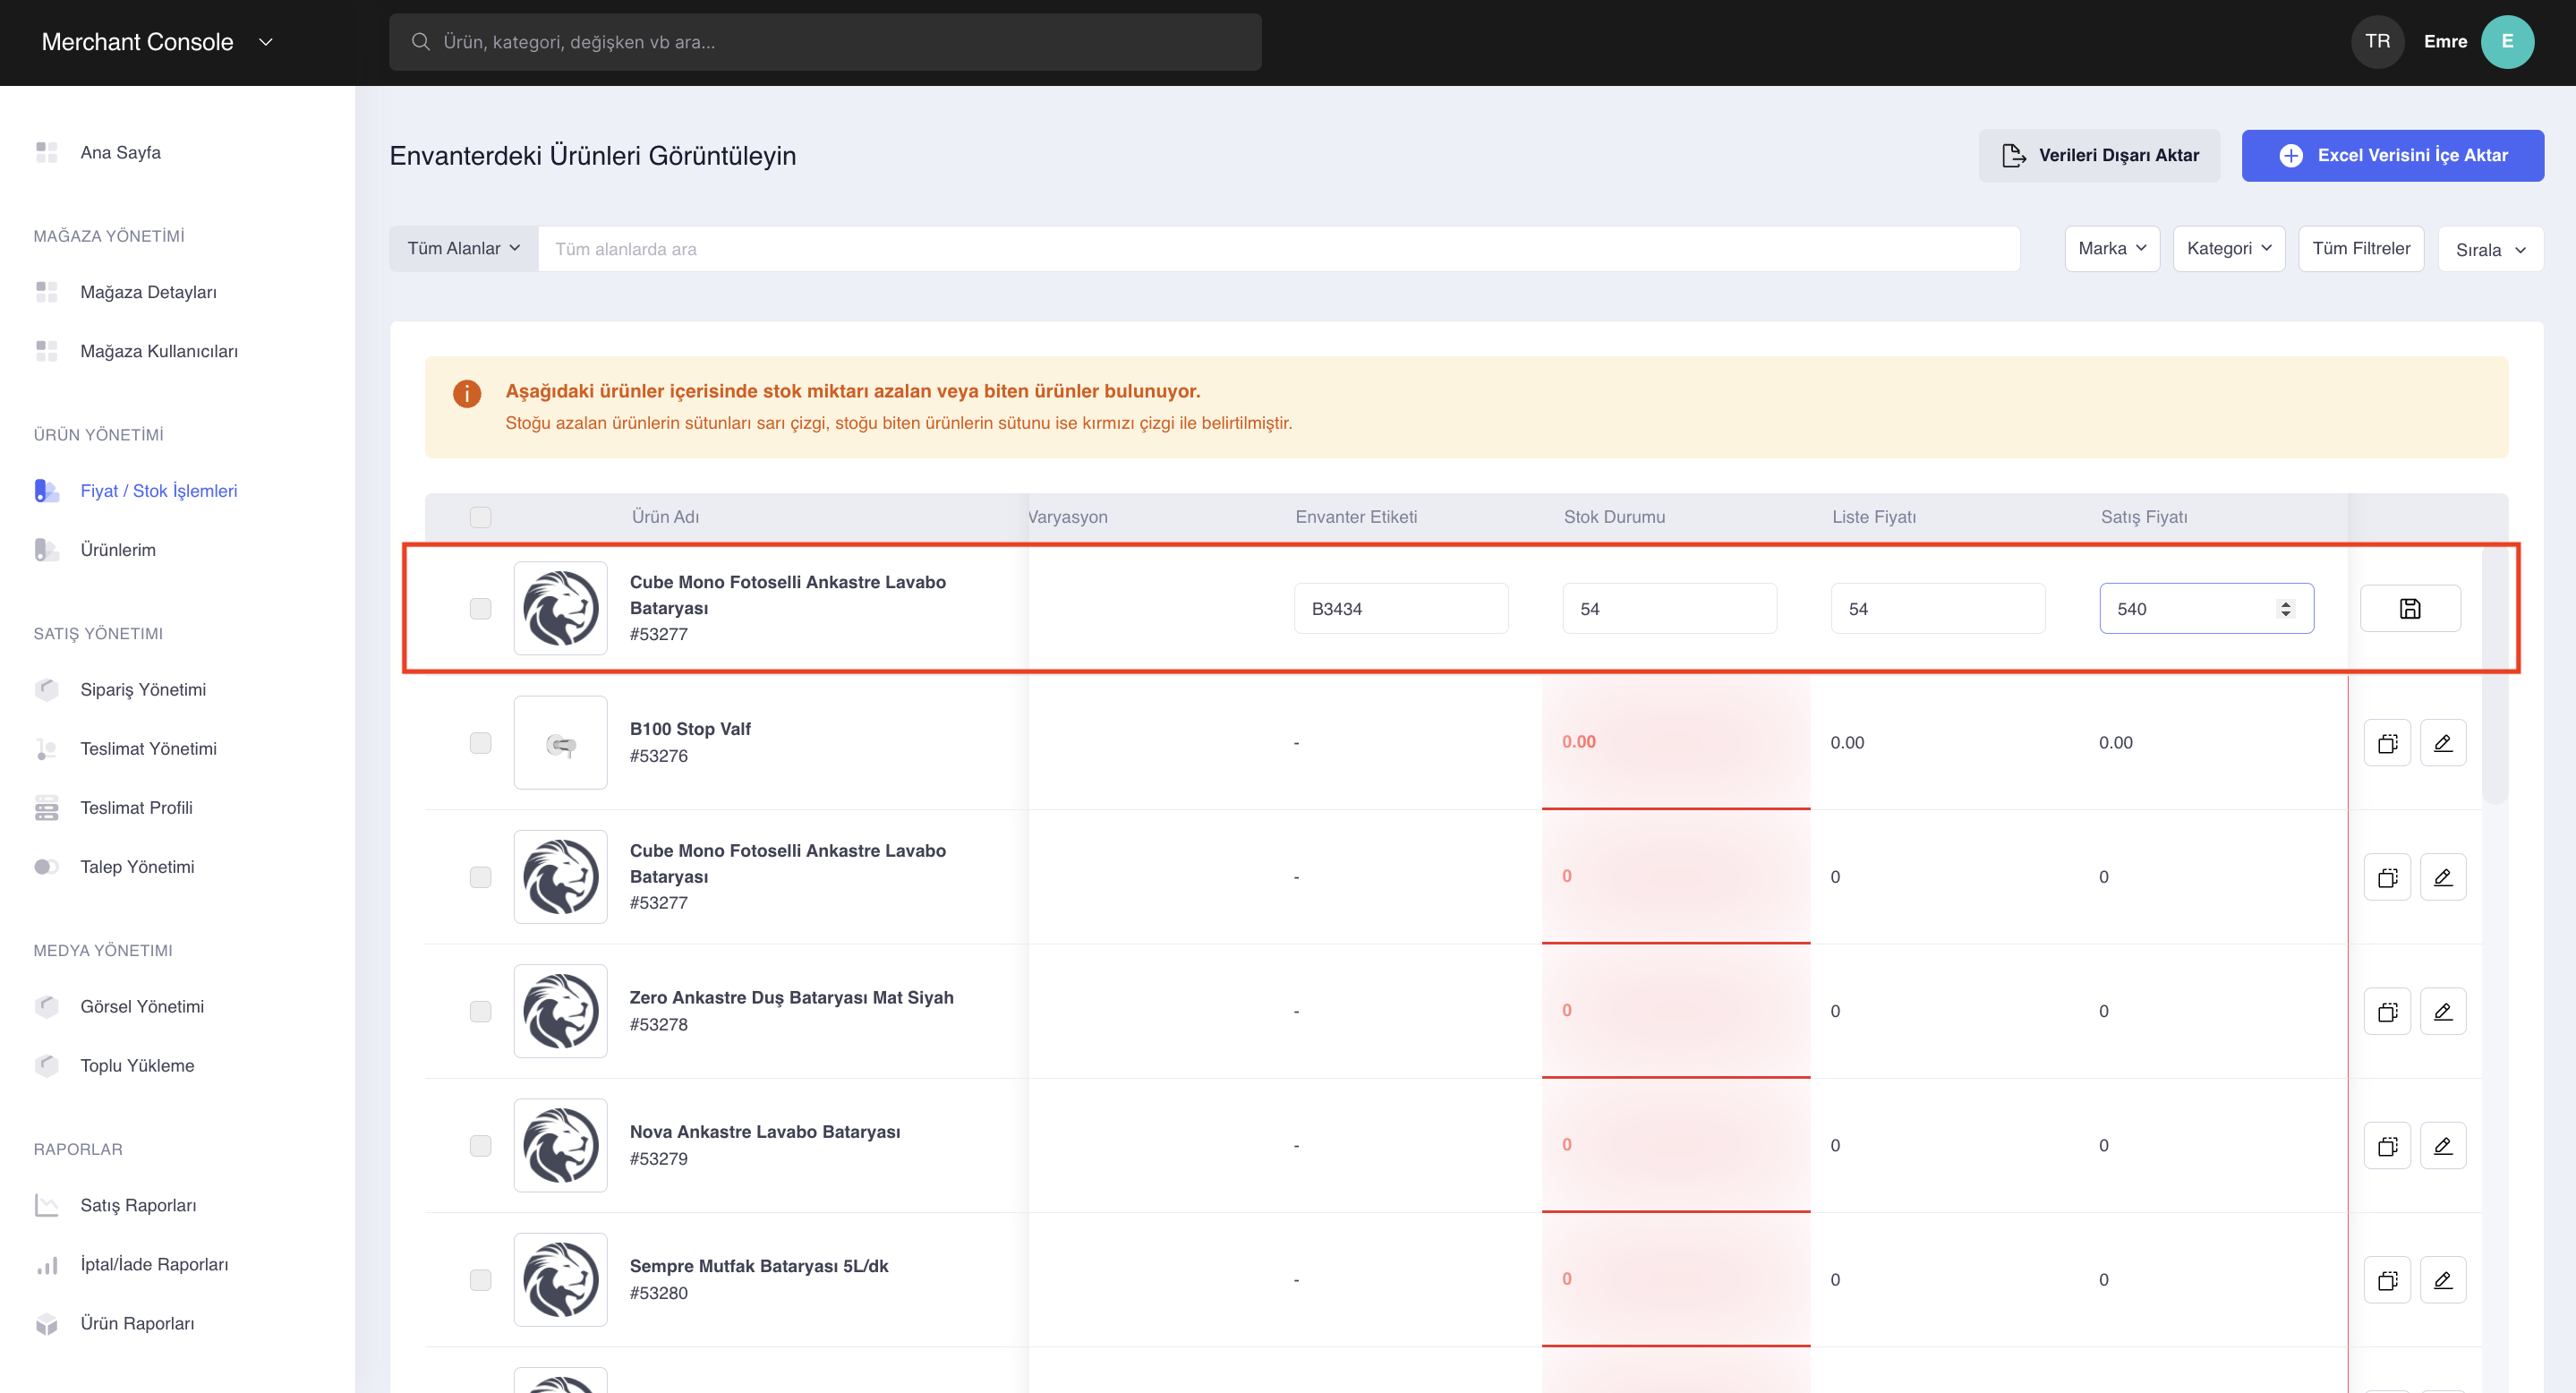 Merchant Console
Ürün, kategori, değişken vb ara...
TR
Emre
E
Ana Sayfa
MAĞAZA YÖNETİMİ
Mağaza Detayları
Mağaza Kullanıcıları
ÜRÜN YÖNETİMİ
Fiyat / Stok İşlemleri
Ürünlerim
SATIŞ YÖNETIMI
Sipariş Yönetimi
Teslimat Yönetimi
Teslimat Profili
Talep Yönetimi
MEDYA YÖNETIMI
Görsel Yönetimi
Toplu Yükleme
RAPORLAR
Satış Raporları
İptal/İade Raporları
Ürün Raporları
Envanterdeki Ürünleri Görüntüleyin
Verileri Dışarı Aktar
Excel Verisini İçe Aktar
Tüm Alanlar
Tüm alanlarda ara
Marka
Kategori
Tüm Filtreler
Sırala
Aşağıdaki ürünler içerisinde stok miktarı azalan veya biten ürünler bulunuyor.
Stoğu azalan ürünlerin sütunları sarı çizgi, stoğu biten ürünlerin sütunu ise kırmızı çizgi ile belirtilmiştir.
Ürün Adı Varyasyon Envanter Etiketi Stok Durumu Liste Fiyatı Satış Fiyatı
Cube Mono Fotoselli Ankastre Lavabo
Bataryası
#53277
B3434 54 54 540
B100 Stop Valf
#53276
- 0.00 0.00 0.00
Cube Mono Fotoselli Ankastre Lavabo
Bataryası
#53277
- 0 0 0
Zero Ankastre Duş Bataryası Mat Siyah
#53278
- 0 0 0
Nova Ankastre Lavabo Bataryası
#53279
- 0 0 0
Sempre Mutfak Bataryası 5L/dk
#53280
- 0 0 0